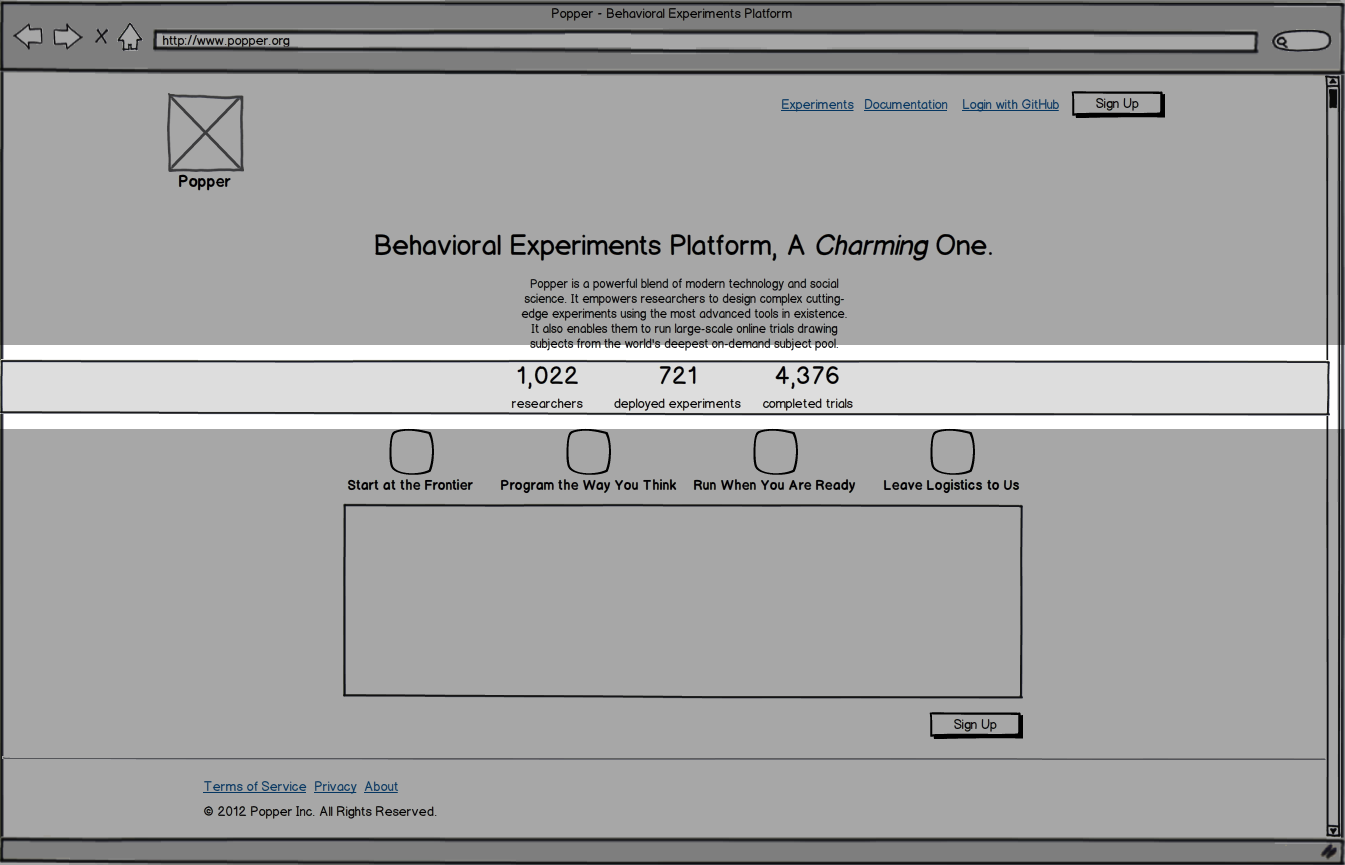 Popper - Behavioral Experiments Platform
http://www.popper.org
Experiments Documentation Login with GitHub Sign Up
Popper
Behavioral Experiments Platform, A Charming One.
Popper is a powerful blend of modern technology and social
science. It empowers researchers to design complex cutting-
edge experiments using the most advanced tools in existence.
It also enables them to run large-scale online trials drawing
subjects from the world's deepest on-demand subject pool.
1,022 721 4,376
researchers deployed experiments completed trials
Start at the Frontier Program the Way You Think Run When You Are Ready Leave Logistics to Us
Sign Up
Terms of Service Privacy About
© 2012 Popper Inc. All Rights Reserved.